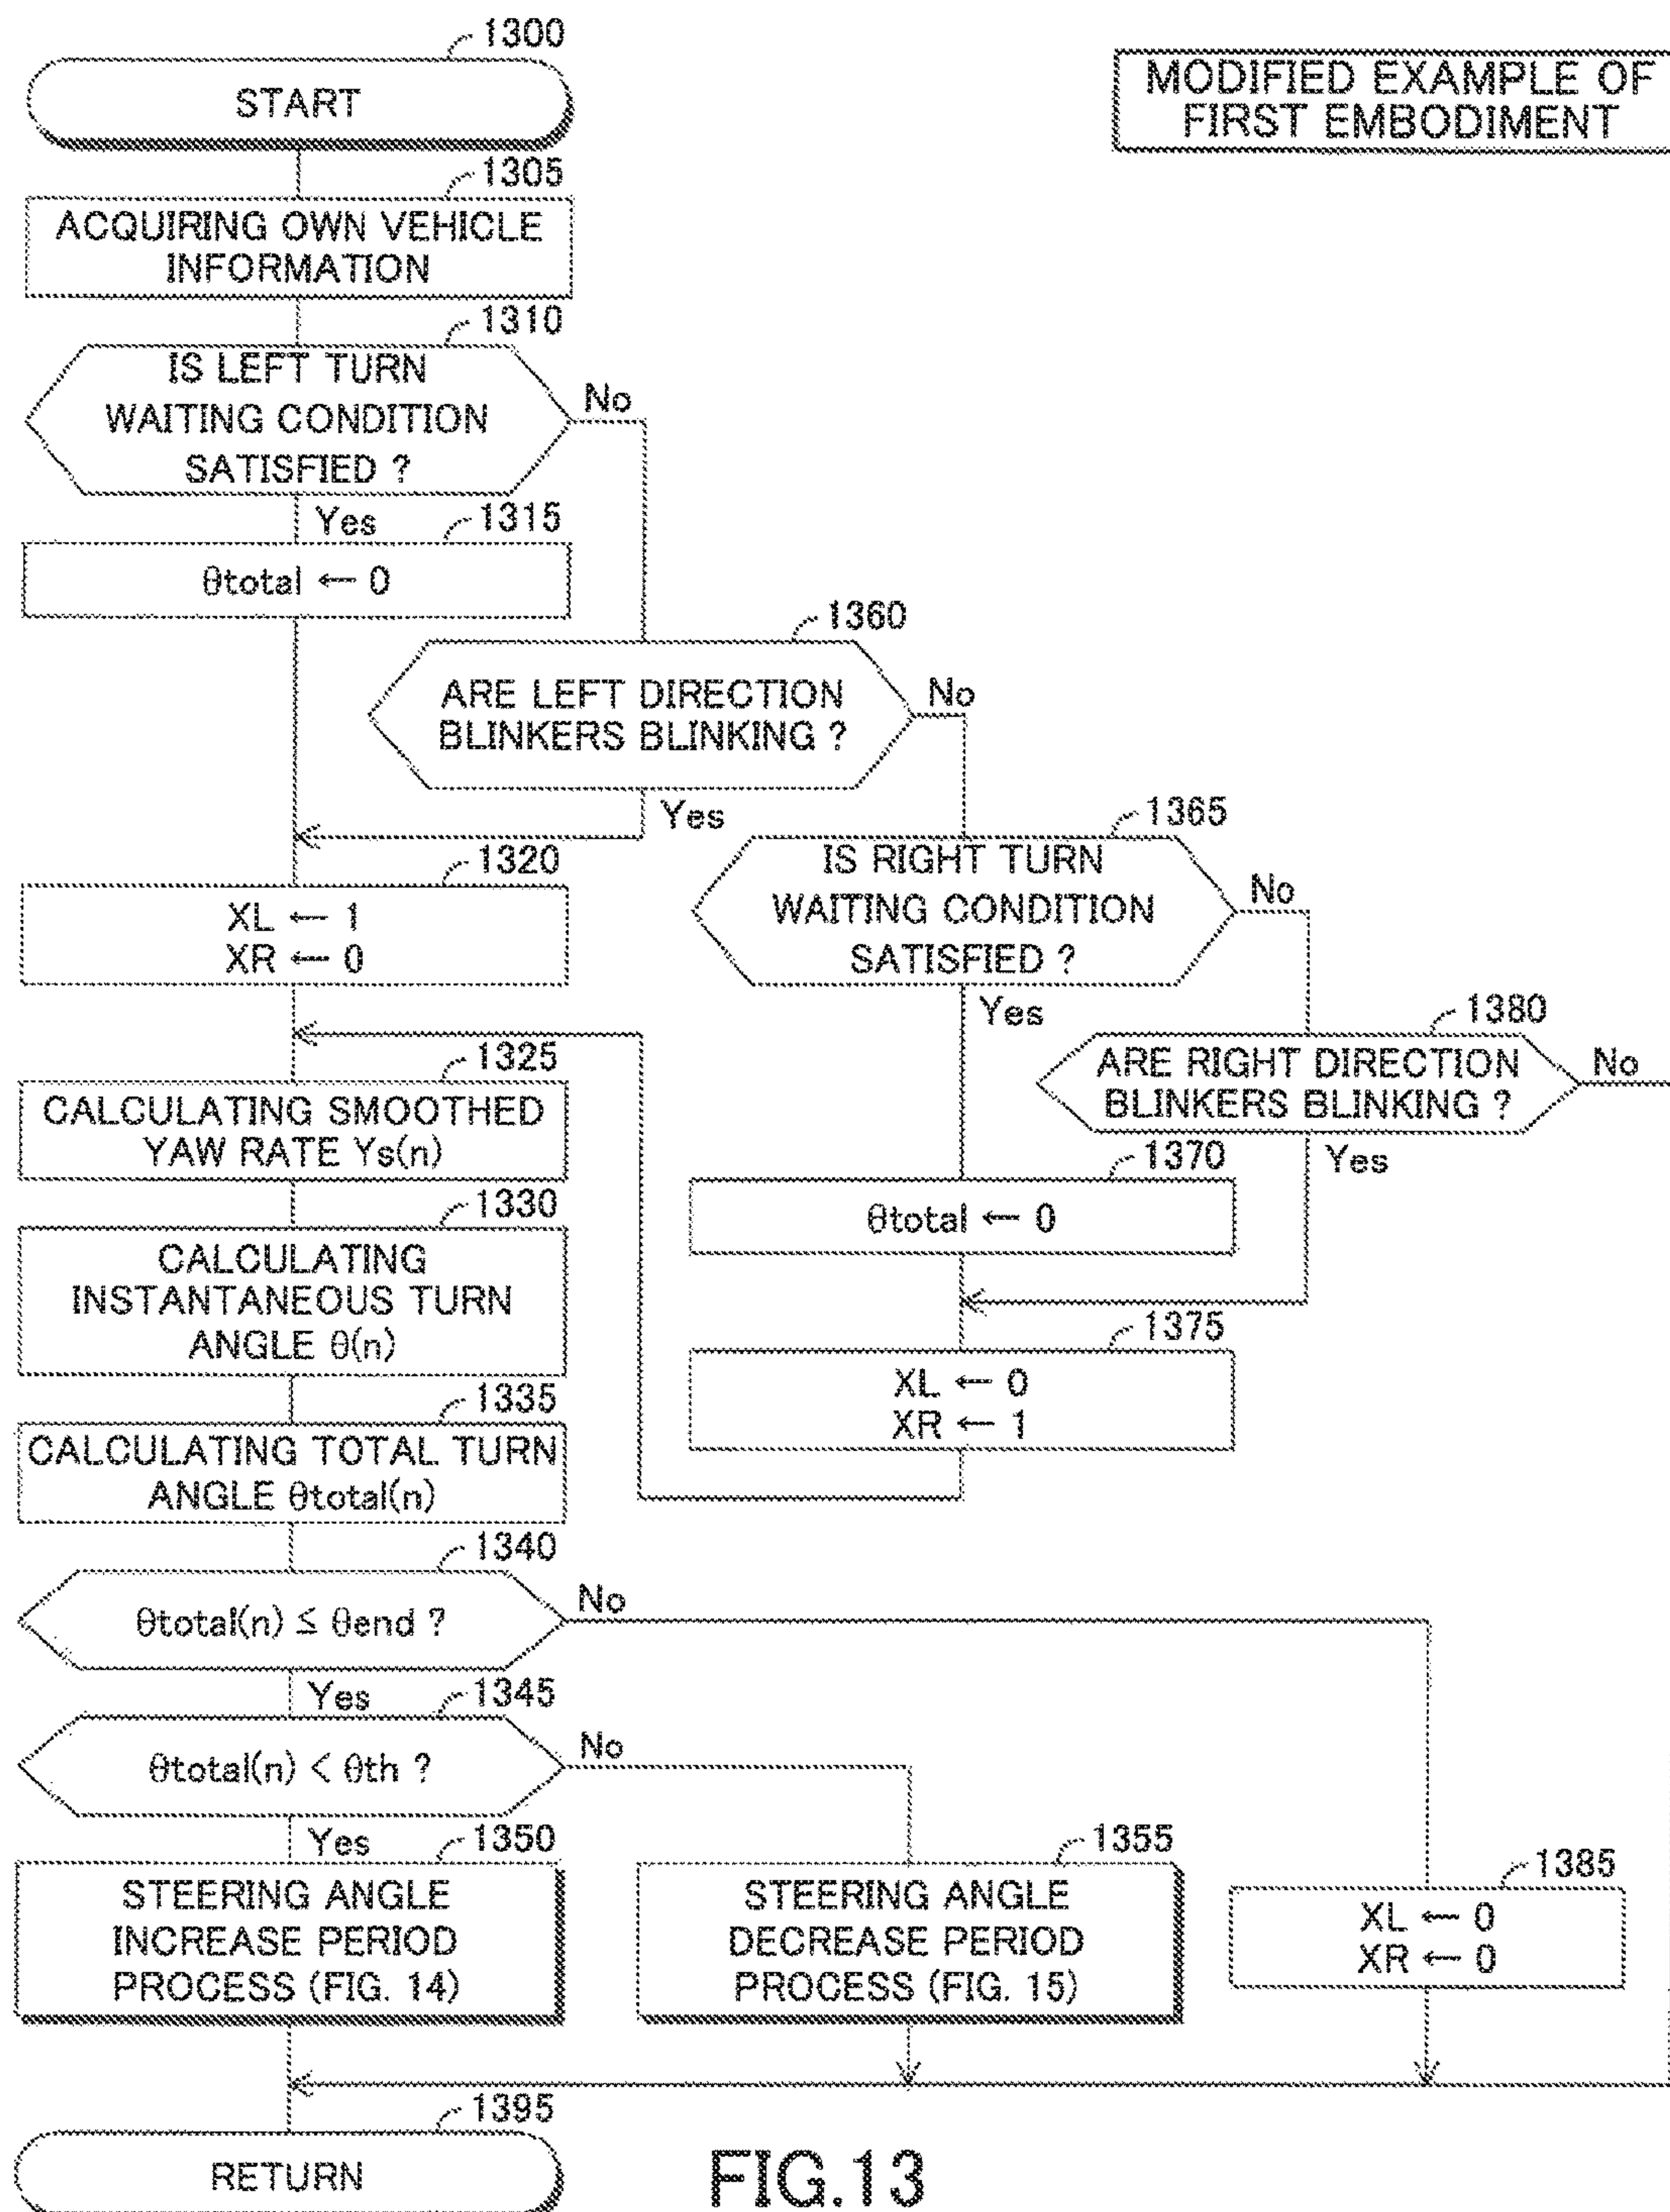 1300
START
MODIFIED EXAMPLE OF
FIRST EMBODIMENT
1305
ACQUIRING OWN VEHICLE
INFORMATION
1310
IS LEFT TURN
WAITING CONDITION
SATISFIED ?
No
Yes
1315
θtotal ← 0
1360
ARE LEFT DIRECTION
BLINKERS BLINKING ?
No
Yes
1365
IS RIGHT TURN
WAITING CONDITION
SATISFIED ?
No
Yes
1320
XL ← 1
XR ← 0
1380
ARE RIGHT DIRECTION
BLINKERS BLINKING ?
No
Yes
1325
CALCULATING SMOOTHED
YAW RATE Ys(n)
1370
θtotal ← 0
1330
CALCULATING
INSTANTANEOUS TURN
ANGLE θ(n)
1375
XL ← 0
XR ← 1
1335
CALCULATING TOTAL TURN
ANGLE θtotal(n)
1340
θtotal(n) ≤ θend ?
No
Yes
1345
θtotal(n) < θth ?
No
Yes
1350
STEERING ANGLE
INCREASE PERIOD
PROCESS (FIG. 14)
1355
STEERING ANGLE
DECREASE PERIOD
PROCESS (FIG. 15)
1385
XL ← 0
XR ← 0
1395
RETURN
FIG.13